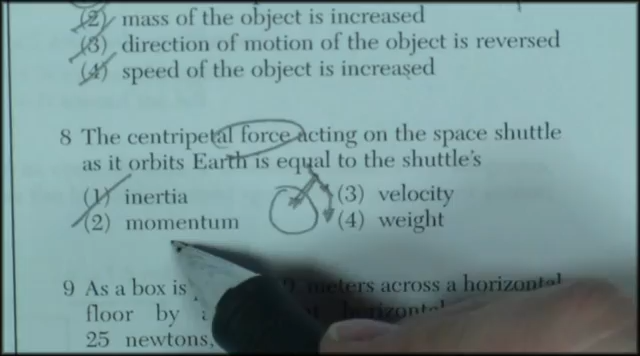 (2) mass of the object is increased
(3) direction of motion of the object is reversed
(4) speed of the object is increased
8 The centripetal force acting on the space shuttle
as it orbits Earth is equal to the shuttle's
(1) inertia (3) velocity
(2) momentum (4) weight
9 As a box is meters across a horizontal
floor by a horizontal
25 newtons,